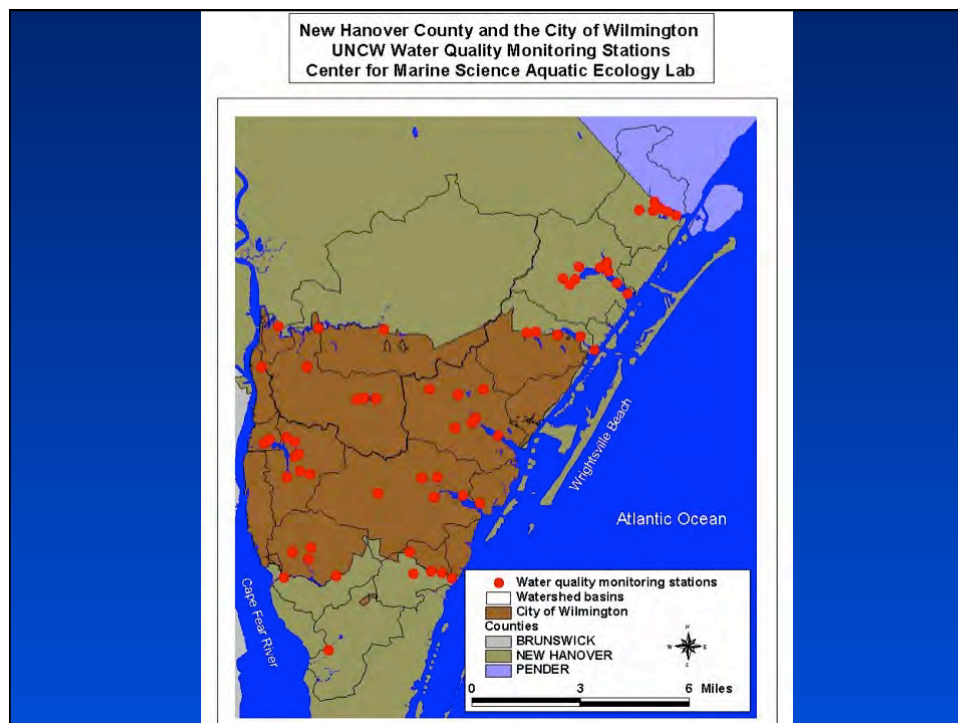 New Hanover County and the City of Wilmington
UNCW Water Quality Monitoring Stations
Center for Marine Science Aquatic Ecology Lab
Wrightsville Beach
Atlantic Ocean
Cape Fear River
Water quality monitoring stations
Watershed basins
City of Wilmington
Counties
BRUNSWICK
NEW HANOVER
PENDER
N
W
E
S
0 3 6 Miles